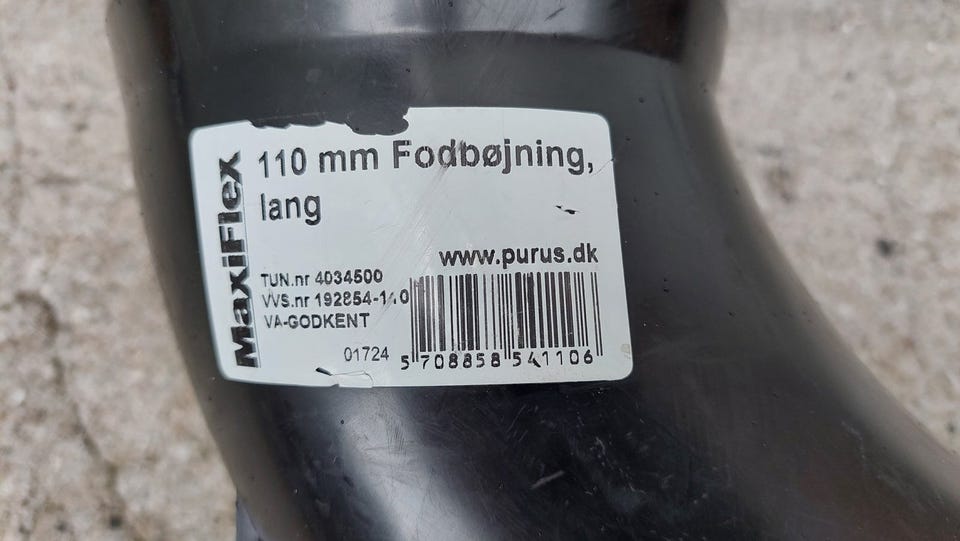 MaxiFlex
110 mm Fodbøjning,
lang
www.purus.dk
TUN.nr 4034500
VVS.nr 192854-110
VA-GODKENT
01724
5 708858 541106